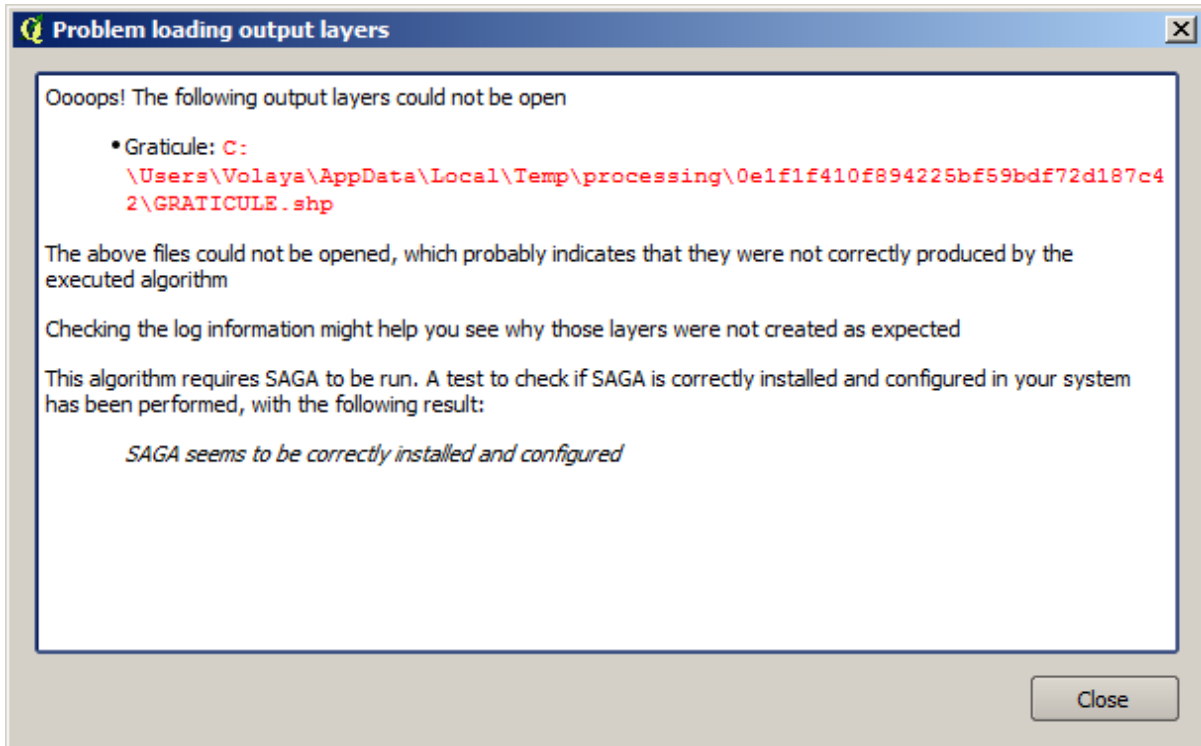 Problem loading output layers
Oooops! The following output layers could not be open
• Graticule: C:
\Users\Volaya\AppData\Local\Temp\processing\0e1f1f410f894225bf59bdf72d187c4
2\GRATICULE.shp
The above files could not be opened, which probably indicates that they were not correctly produced by the
executed algorithm
Checking the log information might help you see why those layers were not created as expected
This algorithm requires SAGA to be run. A test to check if SAGA is correctly installed and configured in your system
has been performed, with the following result:
SAGA seems to be correctly installed and configured
Close